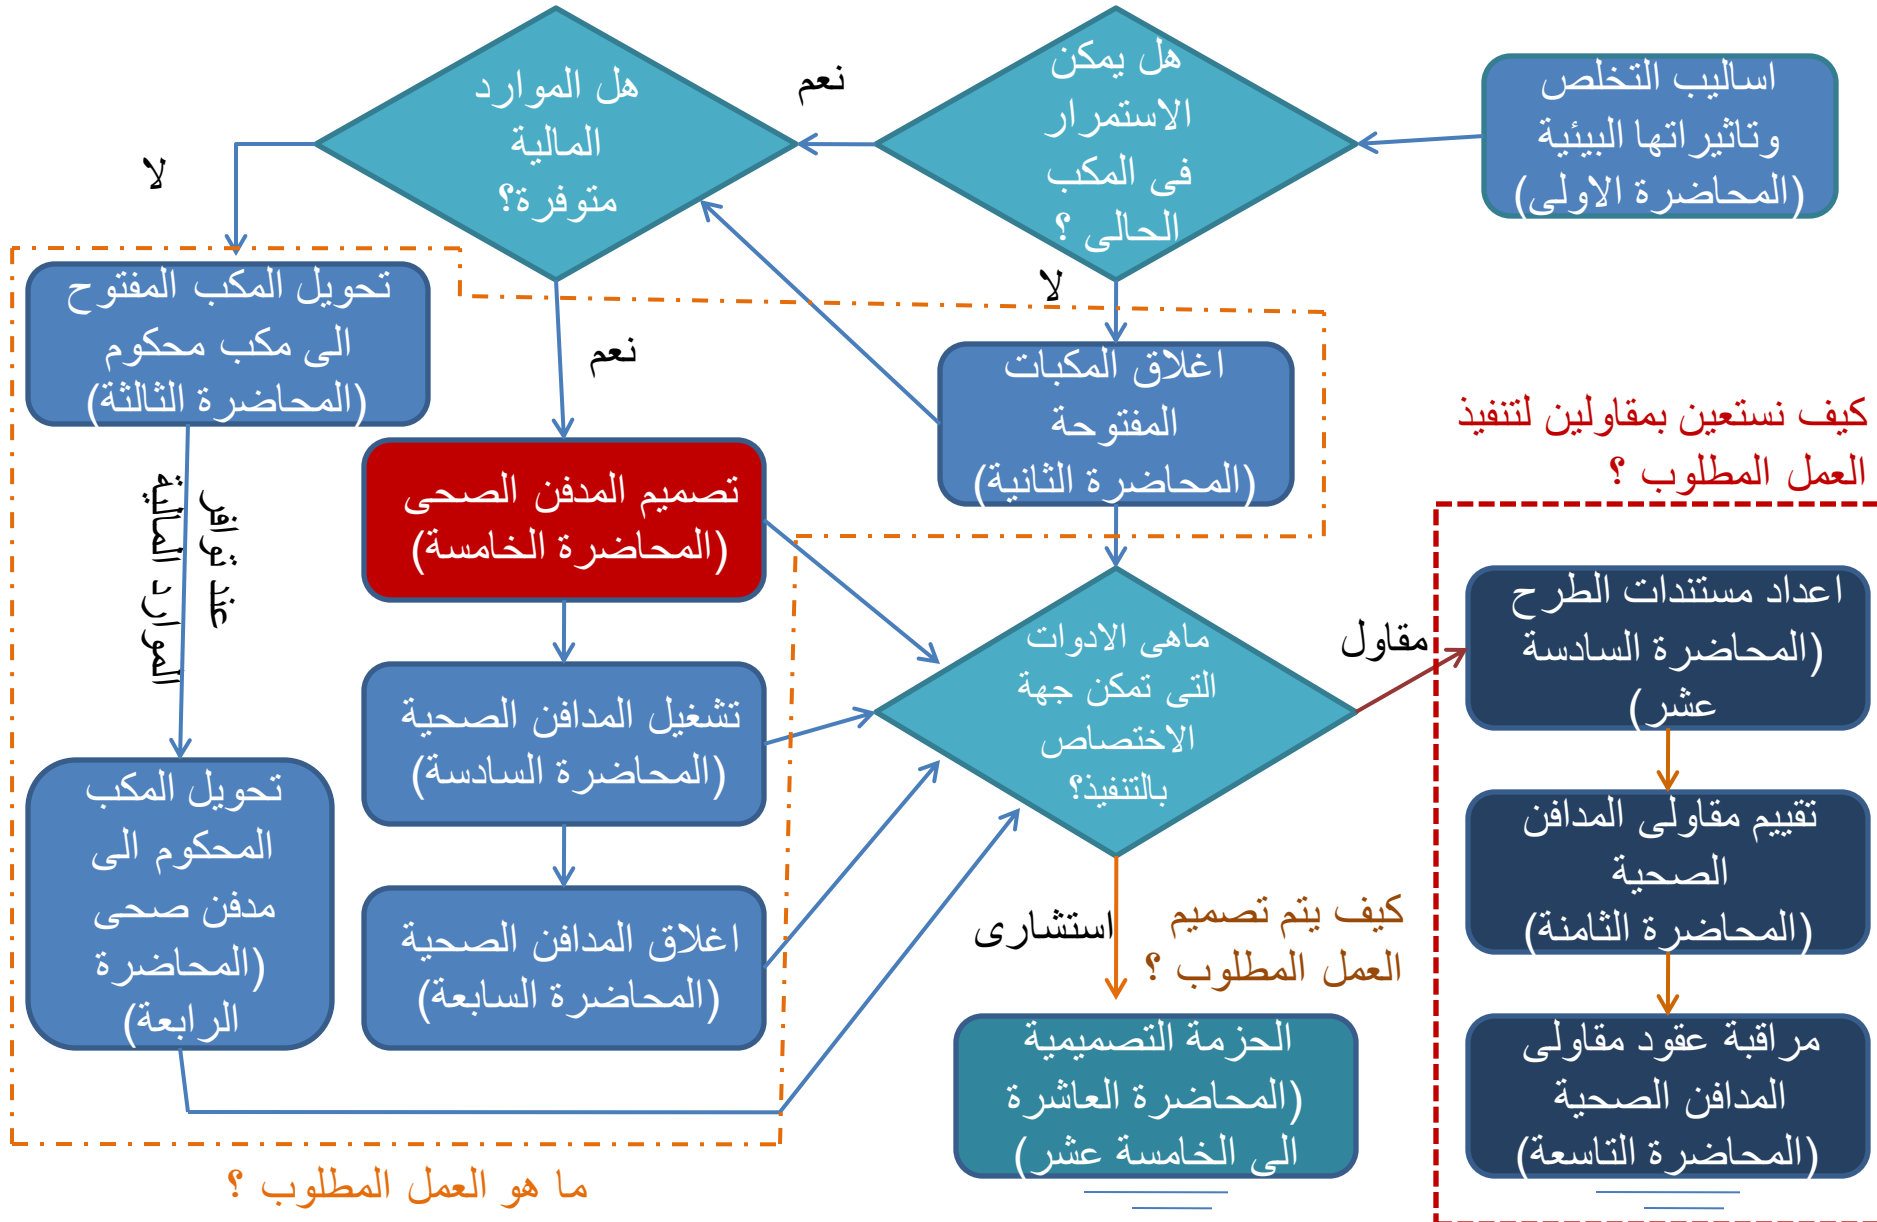 اساليب التخلص
وتاثيراتها البيئية
(المحاضرة الاولى)
هل يمكن
الاستمرار
فى المكب
الحالى ؟
نعم
هل الموارد
المالية
متوفرة؟
لا
لا
نعم
تحويل المكب المفتوح
الى مكب محكوم
(المحاضرة الثالثة)
اغلاق المكبات
المفتوحة
(المحاضرة الثانية)
كيف نستعين بمقاولين لتنفيذ
العمل المطلوب ؟
تصميم المدفن الصحى
(المحاضرة الخامسة)
عند توافر
الموارد المالية
ماهى الادوات
التى تمكن جهة
الاختصاص
بالتنفيذ؟
مقاول
اعداد مستندات الطرح
(المحاضرة السادسة
عشر)
تشغيل المدافن الصحية
(المحاضرة السادسة)
تحويل المكب
المحكوم الى
مدفن صحى
(المحاضرة
الرابعة)
تقييم مقاولى المدافن
الصحية
(المحاضرة الثامنة)
اغلاق المدافن الصحية
(المحاضرة السابعة)
استشارى
كيف يتم تصميم
العمل المطلوب ؟
الحزمة التصميمية
(المحاضرة العاشرة
الى الخامسة عشر)
مراقبة عقود مقاولى
المدافن الصحية
(المحاضرة التاسعة)
ما هو العمل المطلوب ؟